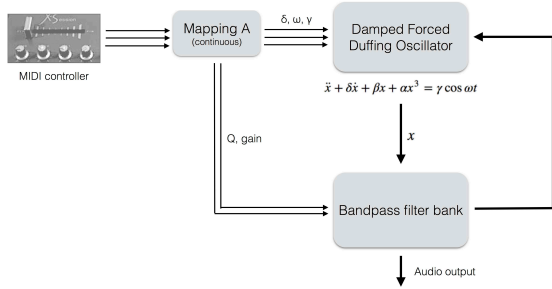 Mapping A
(continuous)
δ, ω, γ
Damped Forced
Duffing Oscillator
MIDI controller
ẍ + δẋ + βx + αx³ = γ cos ωt
Q, gain
x
Bandpass filter bank
Audio output